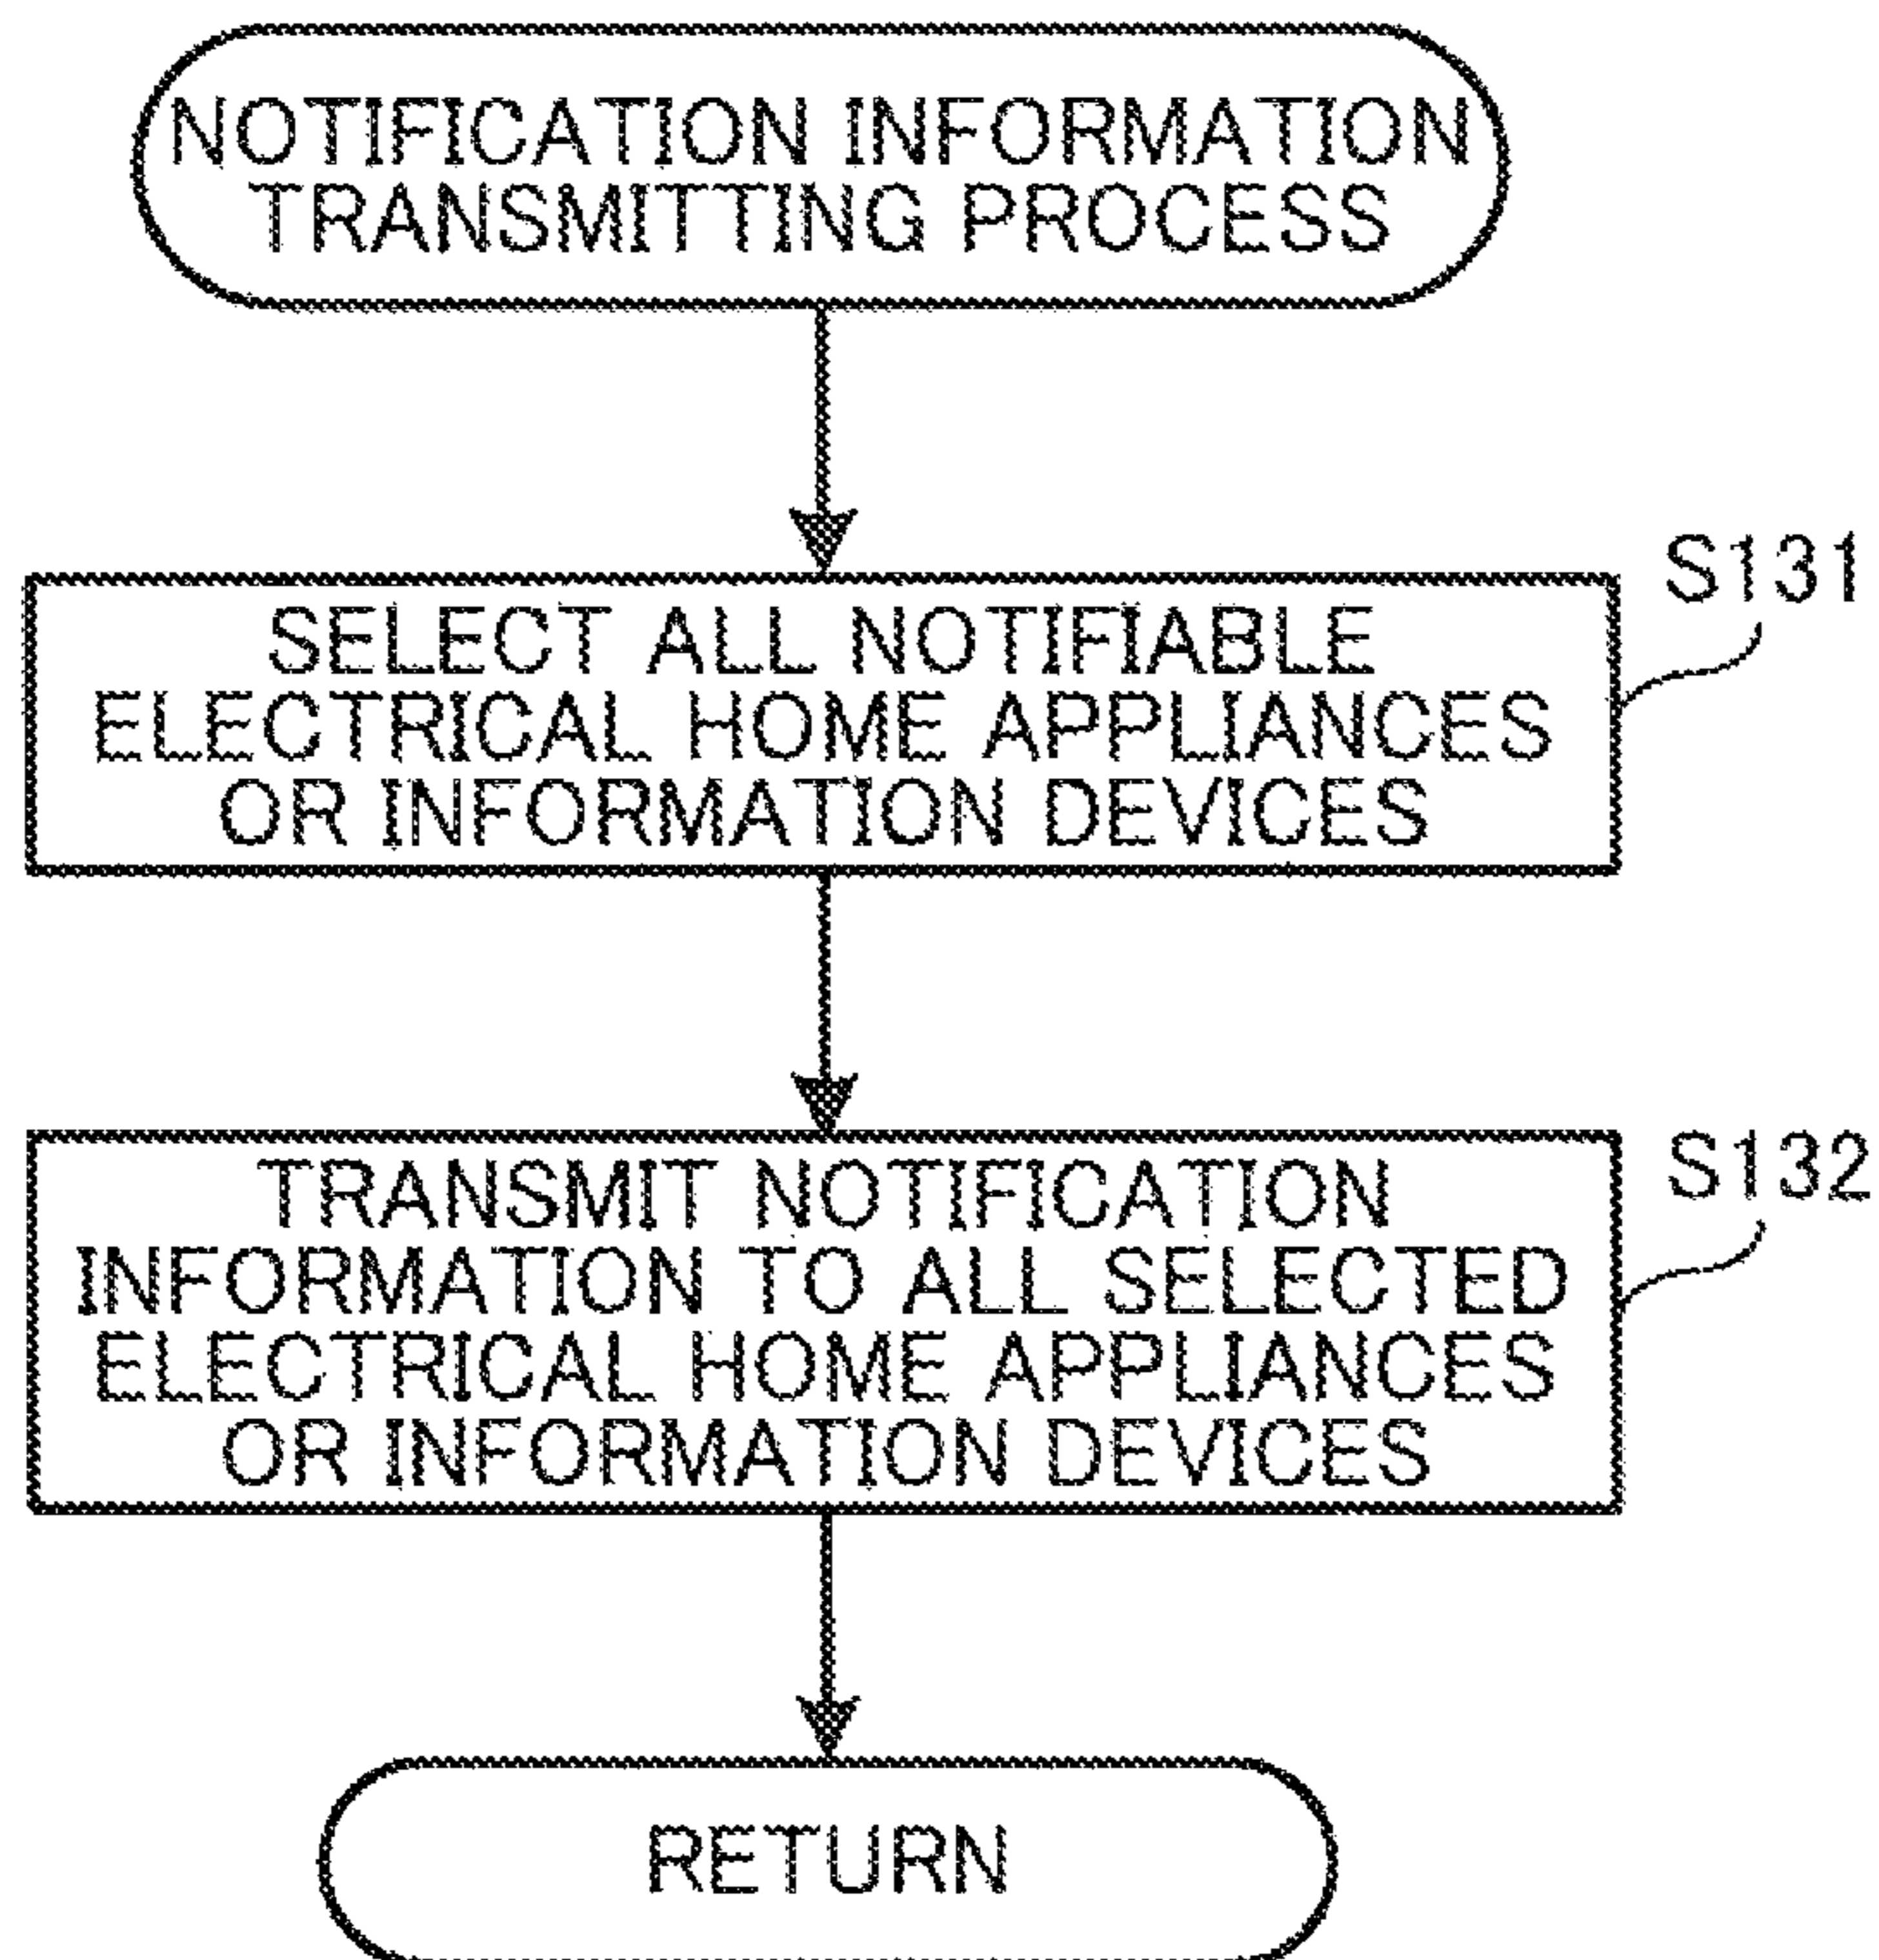 NOTIFICATION INFORMATION
TRANSMITTING PROCESS
S131
SELECT ALL NOTIFIABLE
ELECTRICAL HOME APPLIANCES
OR INFORMATION DEVICES
S132
TRANSMIT NOTIFICATION
INFORMATION TO ALL SELECTED
ELECTRICAL HOME APPLIANCES
OR INFORMATION DEVICES
RETURN